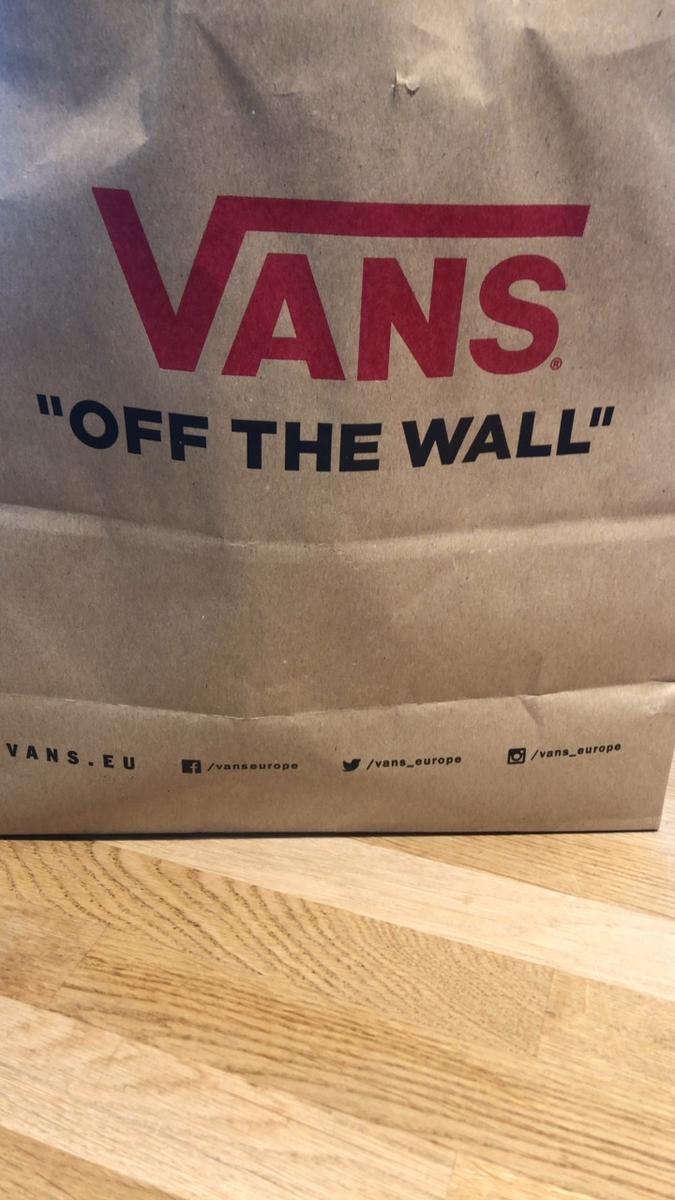 VANS®
"OFF THE WALL"
VANS.EU /vanseurope /vans_europe /vans_europe